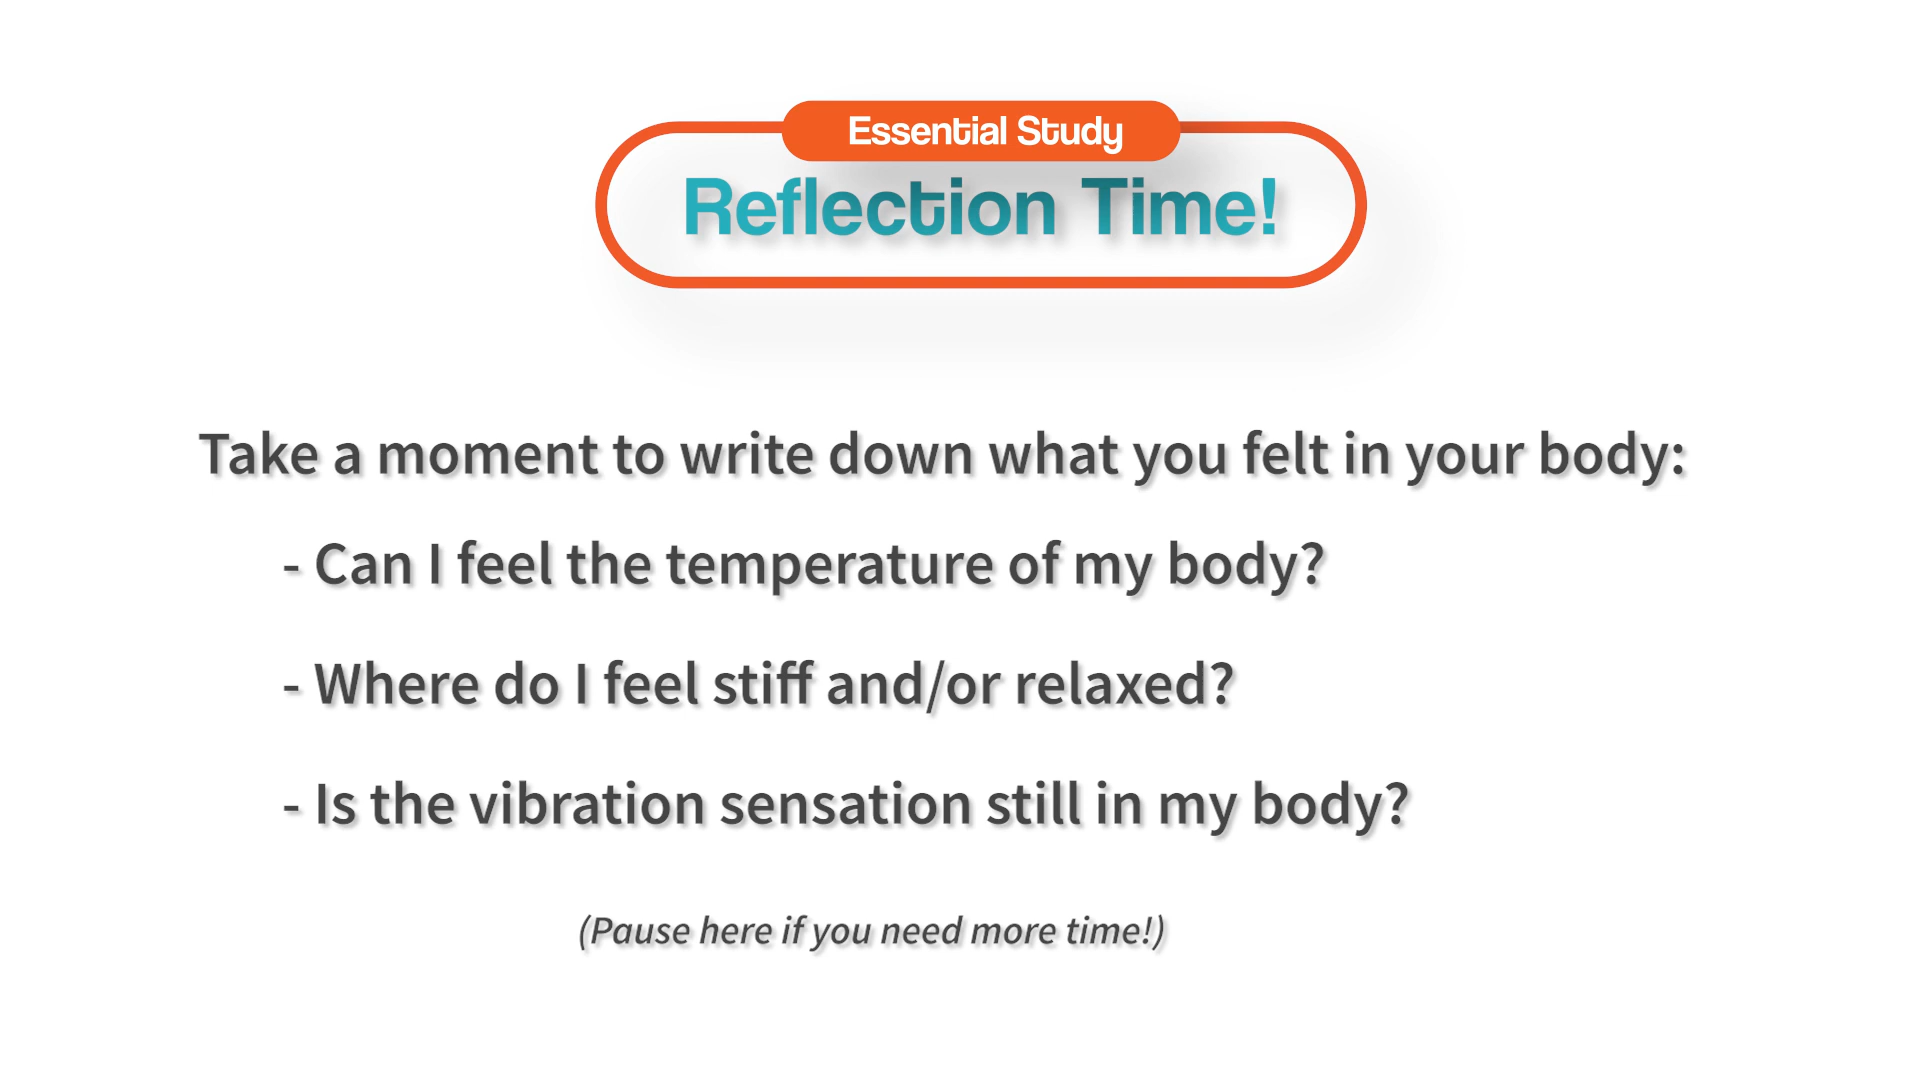 Essential Study
Reflection Time!
Take a moment to write down what you felt in your body:
- Can I feel the temperature of my body?
- Where do I feel stiff and/or relaxed?
- Is the vibration sensation still in my body?
(Pause here if you need more time!)